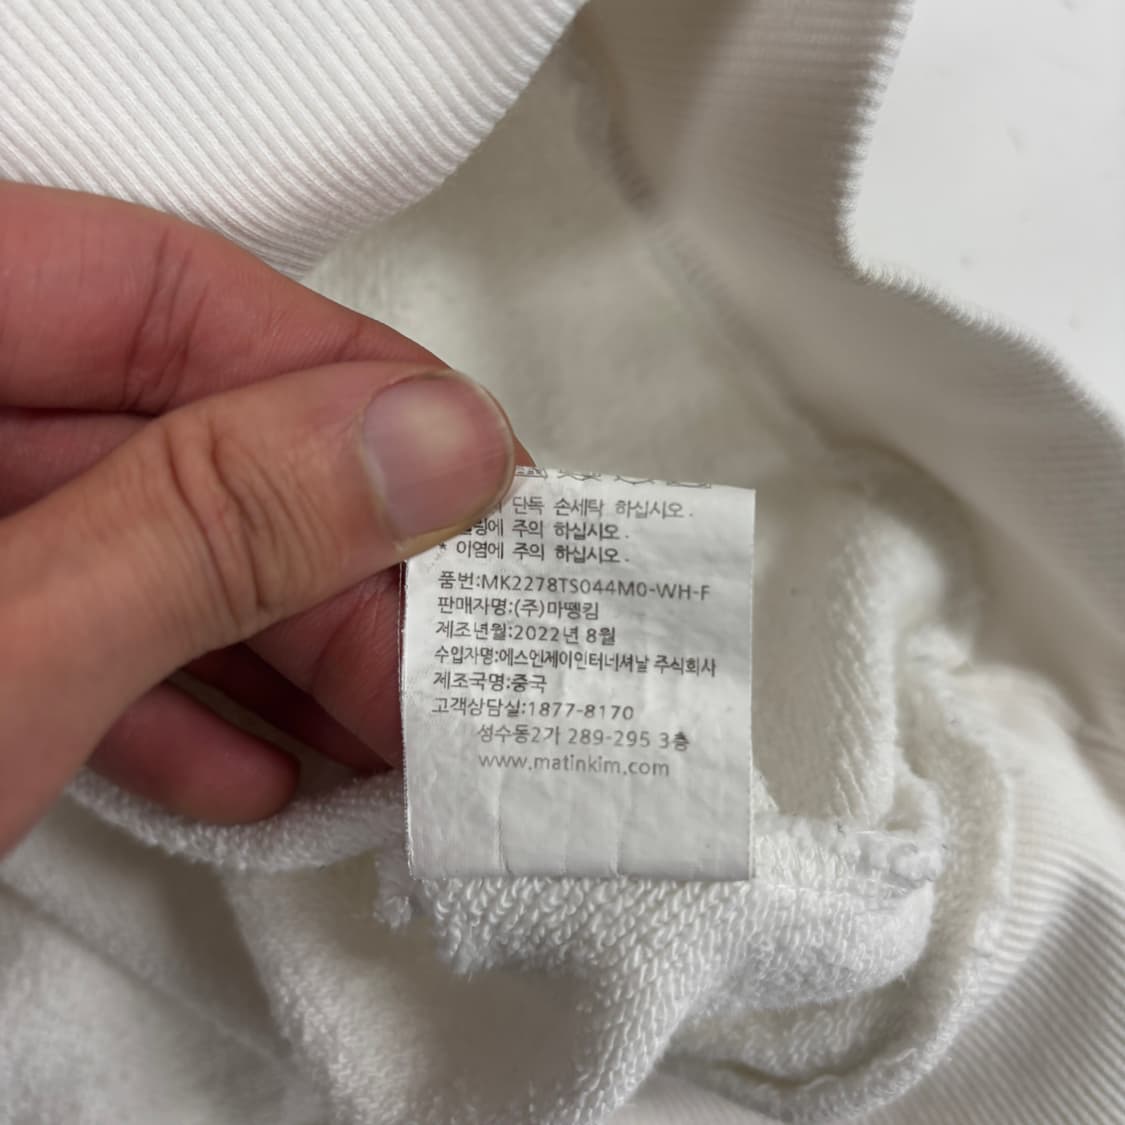 단독 손세탁 하십시오.
에 주의 하십시오.
* 이염에 주의 하십시오.
품번:MK2278TS044M0-WH-F
판매자명:(주)마뗑킴
제조년월:2022년 8월
수입자명:에스엔제이인터네셔날 주식회사
제조국명:중국
고객상담실:1877-8170
성수동2가 289-295 3층
www.matinkim.com